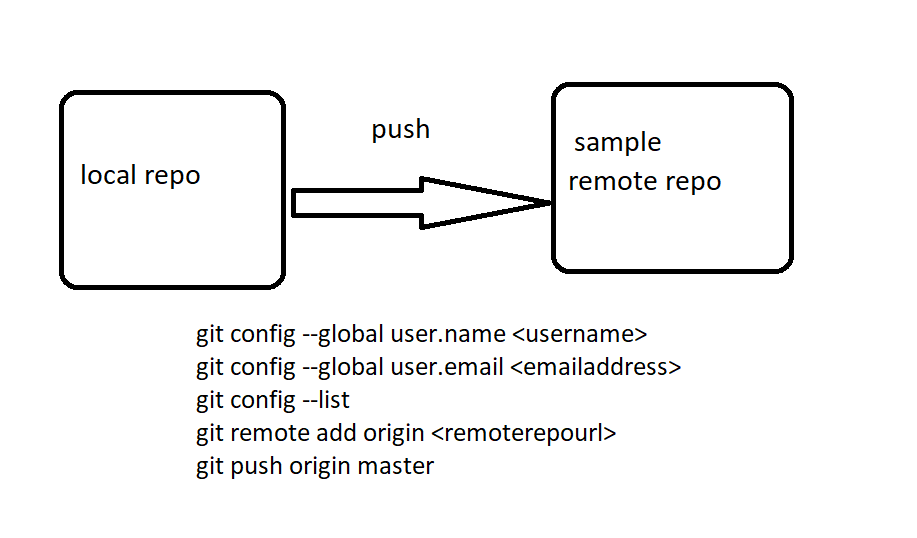 local repo
push
sample
remote repo
git config --global user.name <username>
git config --global user.email <emailaddress>
git config --list
git remote add origin <remoterepourl>
git push origin master